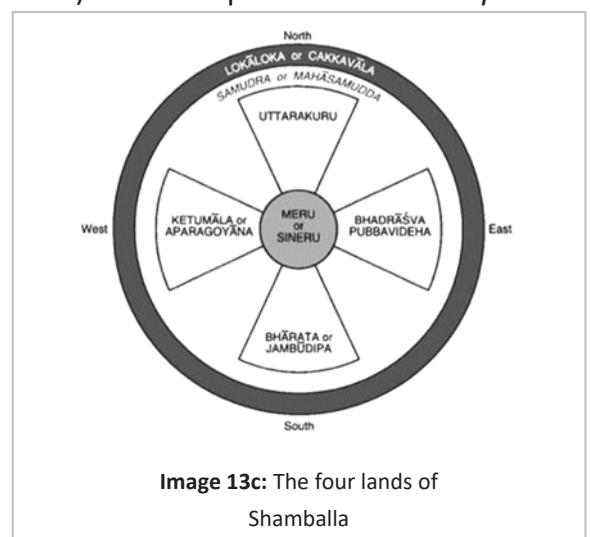 North
LOKĀLOKA or CAKKAVĀLA
SAMUDRA or MAHĀSAMUDDA
UTTARAKURU
KETUMĀLA or
APARAGOYĀNA
MERU
or
SINERU
BHADRĀŚVA
PUBBAVIDEHA
West
East
BHĀRATA or
JAMBŪDIPA
South
Image 13c: The four lands of
Shamballa